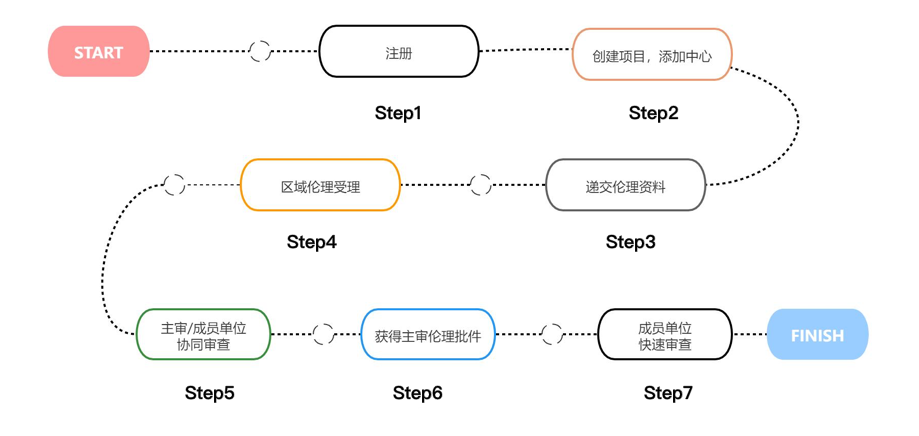 START
注册
创建项目，添加中心
Step1
Step2
递交伦理资料
区域伦理受理
Step3
Step4
主审/成员单位
协同审查
获得主审伦理批件
成员单位
快速审查
FINISH
Step5
Step6
Step7